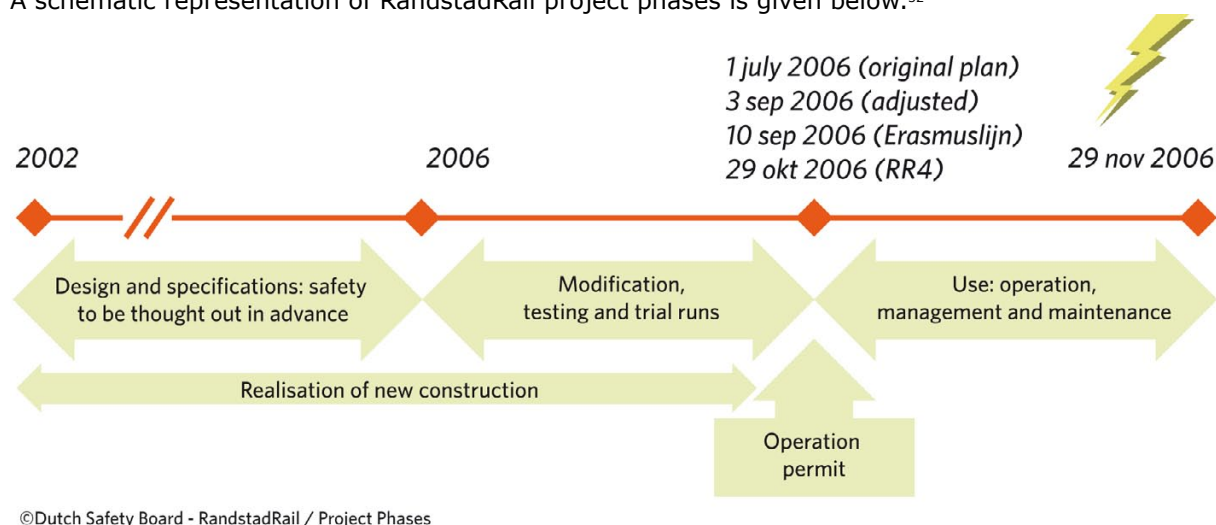 A schematic representation of RandstadRail project phases is given below.
1 july 2006 (original plan)
3 sep 2006 (adjusted)
10 sep 2006 (Erasmuslijn)
29 okt 2006 (RR4)
2002
2006
29 nov 2006
Design and specifications: safety
to be thought out in advance
Modification,
testing and trial runs
Use: operation,
management and maintenance
Realisation of new construction
Operation
permit
©Dutch Safety Board - RandstadRail / Project Phases